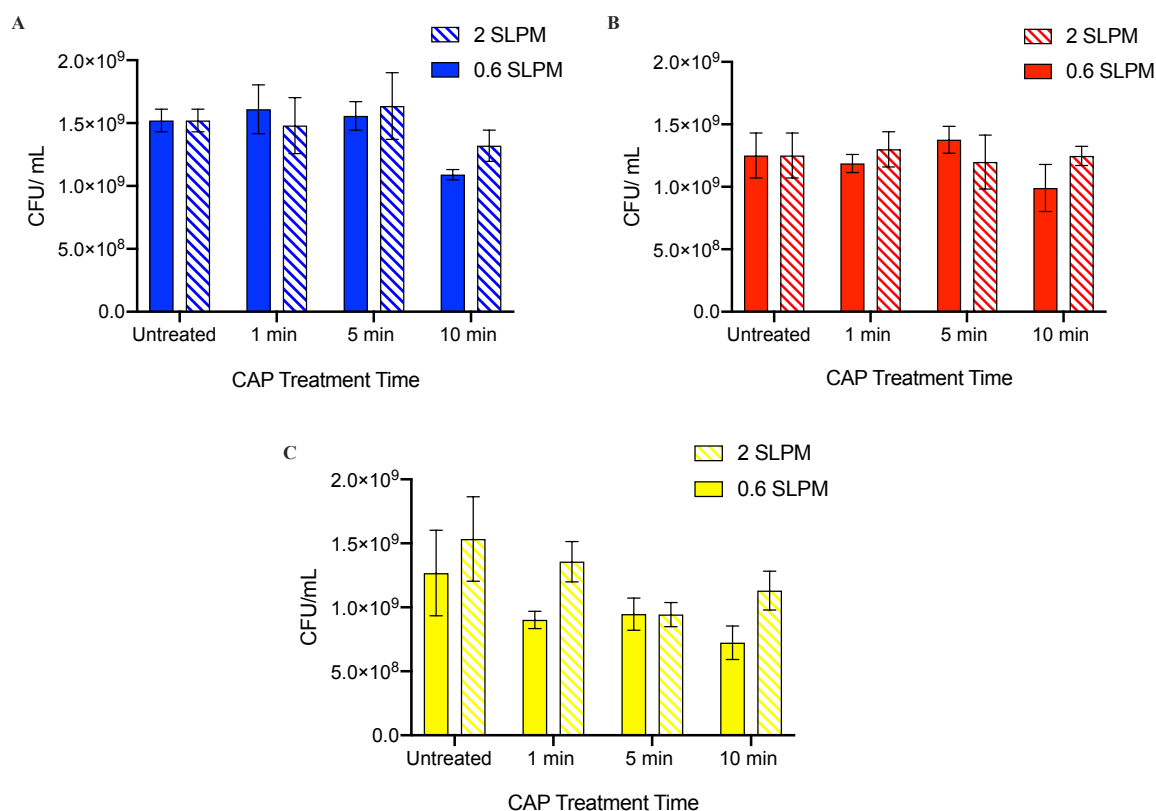 A
2 SLPM
0.6 SLPM
2.0×10⁹
1.5×10⁹
1.0×10⁹
5.0×10⁸
0.0
CFU/ mL
Untreated 1 min 5 min 10 min
CAP Treatment Time
B
2 SLPM
0.6 SLPM
2.0×10⁹
1.5×10⁹
1.0×10⁹
5.0×10⁸
0.0
CFU/ mL
Untreated 1 min 5 min 10 min
CAP Treatment Time
C
2 SLPM
0.6 SLPM
2.0×10⁹
1.5×10⁹
1.0×10⁹
5.0×10⁸
0.0
CFU/mL
Untreated 1 min 5 min 10 min
CAP Treatment Time